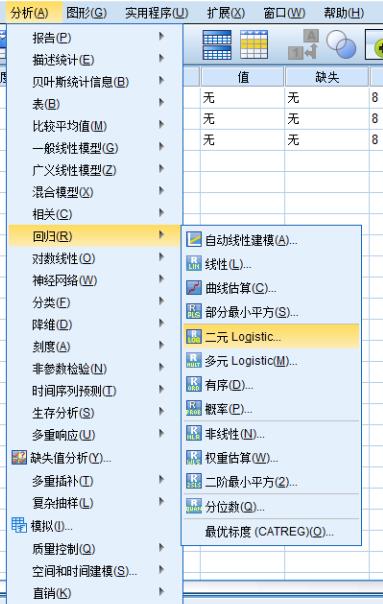 分析(A) 图形(G) 实用程序(U) 扩展(X) 窗口(W) 帮助(H)
值 缺失
无 无 8
无 无 8
无 无 8
报告(P)
描述统计(E)
贝叶斯统计信息(B)
表(B)
比较平均值(M)
一般线性模型(G)
广义线性模型(Z)
混合模型(X)
相关(C)
回归(R)
对数线性(O)
神经网络(W)
分类(F)
降维(D)
刻度(A)
非参数检验(N)
时间序列预测(T)
生存分析(S)
多重响应(U)
缺失值分析(Y)...
多重插补(T)
复杂抽样(L)
模拟(I)...
质量控制(Q)
空间和时间建模(S)...
直销(K)
自动线性建模(A)...
线性(L)...
曲线估算(C)...
部分最小平方(S)...
二元 Logistic...
多元 Logistic(M)...
有序(D)...
概率(P)...
非线性(N)...
权重估算(W)...
二阶最小平方(2)...
分位数(Q)...
最优标度 (CATREG)(O)...